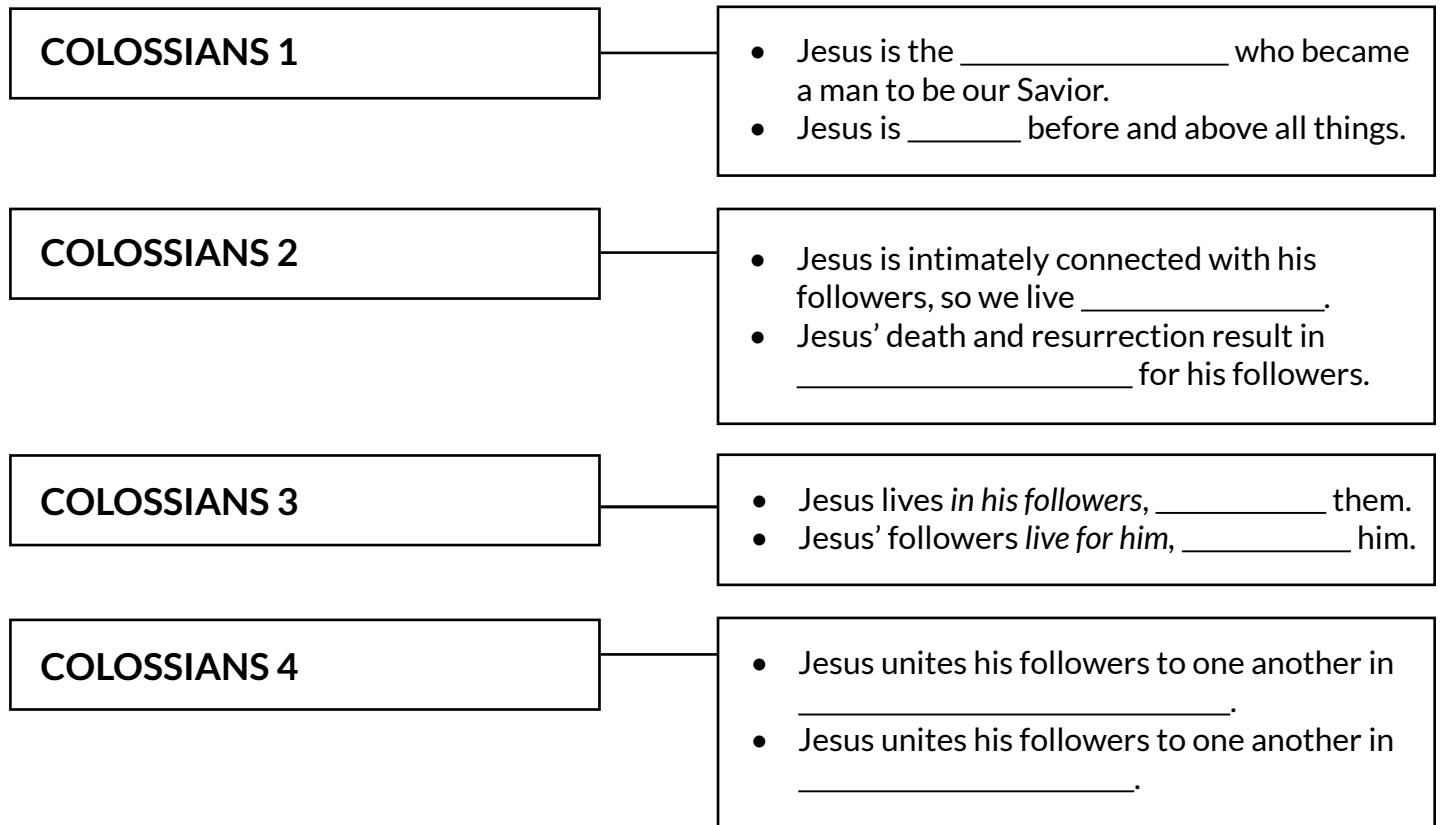 COLOSSIANS 1
• Jesus is the ________________ who became
a man to be our Savior.
• Jesus is _______ before and above all things.
COLOSSIANS 2
• Jesus is intimately connected with his
followers, so we live _______________.
• Jesus’ death and resurrection result in
_____________________ for his followers.
COLOSSIANS 3
• Jesus lives in his followers, __________ them.
• Jesus’ followers live for him, __________ him.
COLOSSIANS 4
• Jesus unites his followers to one another in
___________________________.
• Jesus unites his followers to one another in
_____________________.